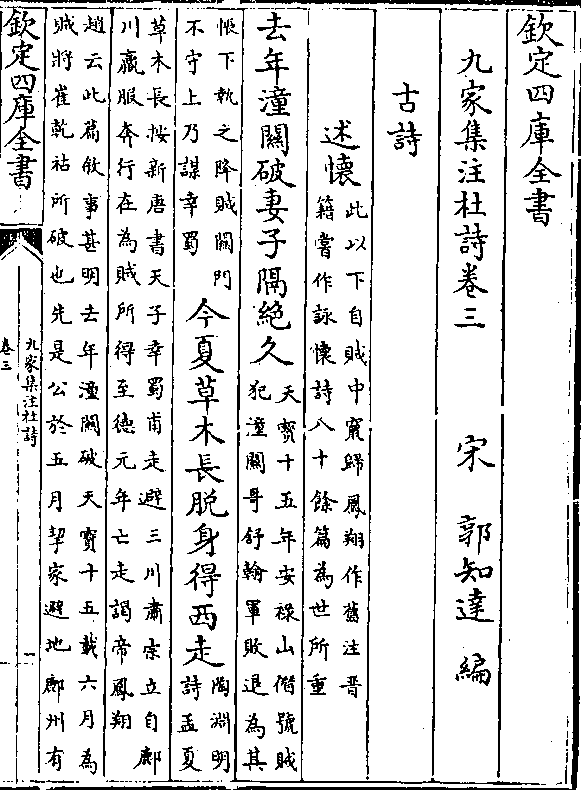 欽定四庫全書
九家集注杜詩卷三　宋　郭知達　編
古詩
述懷
此以下自賊中竄歸鳳翔作舊注晉
籍嘗作詠懷詩八十餘篇為世所重
去年潼關破妻子隔絶久
天寶十五年安祿山僭號賊
犯潼關哥舒翰軍敗退為其
帳下執之降賊關門
不守上乃謀幸蜀
今夏草木長脱身得西走
陶淵明
詩孟夏
草木長按新唐書天子幸蜀甫走避三川肅宗立自鄜
川羸服奔行在為賊所得至德元年亡走謁帝鳳翔
趙云此篇敘事甚明去年潼關破天寶十五載六月為
賊將崔乾祐所破也先是公於五月挈家避地鄜州有
欽定四庫全書
九家集注杜詩
卷三
一